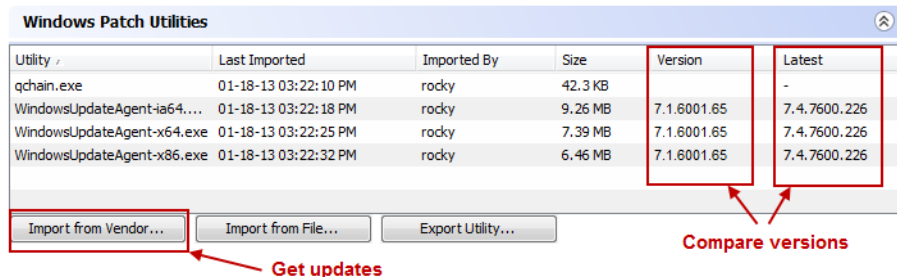 Windows Patch Utilities
Utility Last Imported Imported By Size Version Latest
qchain.exe 01-18-13 03:22:10 PM rocky 42.3 KB -
WindowsUpdateAgent-ia64.... 01-18-13 03:22:18 PM rocky 9.26 MB 7.1.6001.65 7.4.7600.226
WindowsUpdateAgent-x64.exe 01-18-13 03:22:25 PM rocky 7.39 MB 7.1.6001.65 7.4.7600.226
WindowsUpdateAgent-x86.exe 01-18-13 03:22:32 PM rocky 6.46 MB 7.1.6001.65 7.4.7600.226
Import from Vendor... Import from File... Export Utility...
Compare versions
Get updates